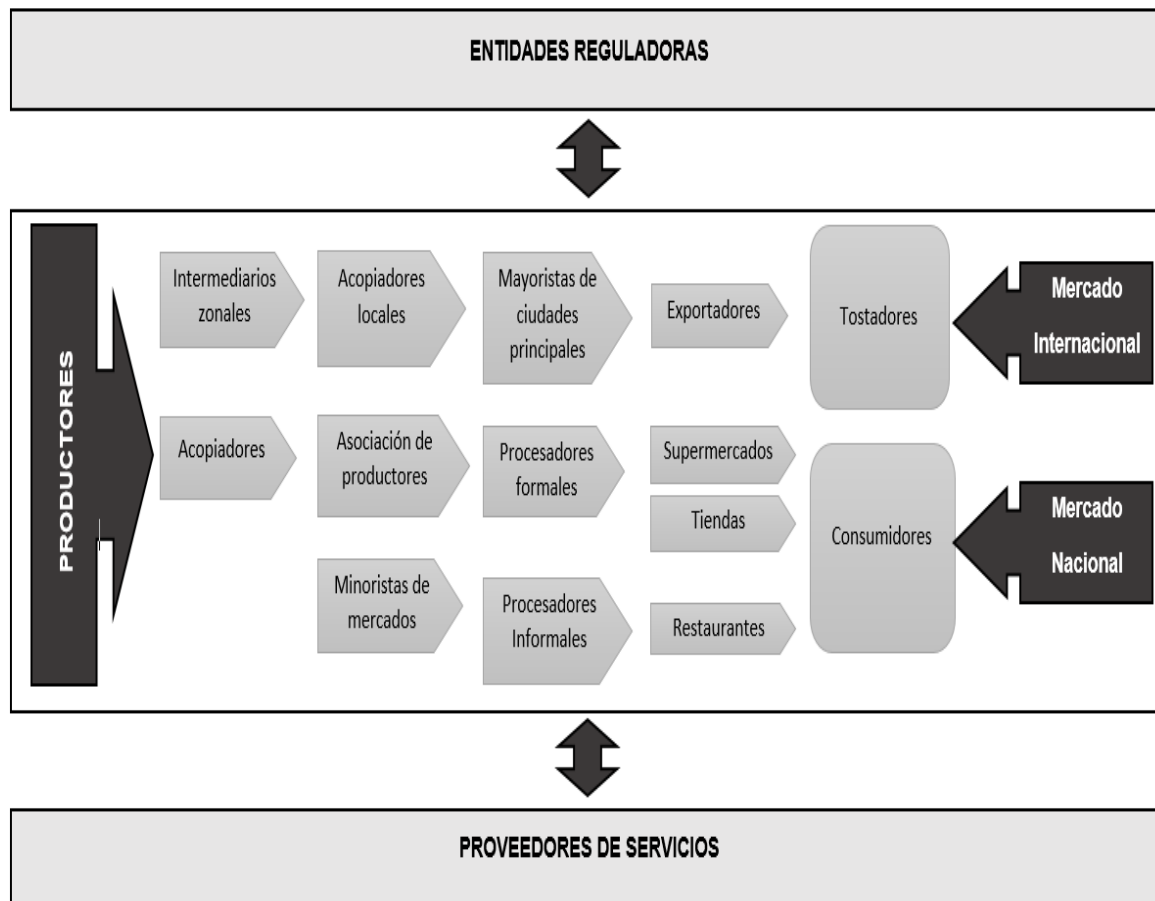 ENTIDADES REGULADORAS
PRODUCTORES
Intermediarios
zonales
Acopiadores
locales
Mayoristas de
ciudades
principales
Exportadores
Tostadores
Mercado
Internacional
Acopiadores
Asociación de
productores
Procesadores
formales
Supermercados
Tiendas
Consumidores
Mercado
Nacional
Minoristas de
mercados
Procesadores
Informales
Restaurantes
PROVEEDORES DE SERVICIOS